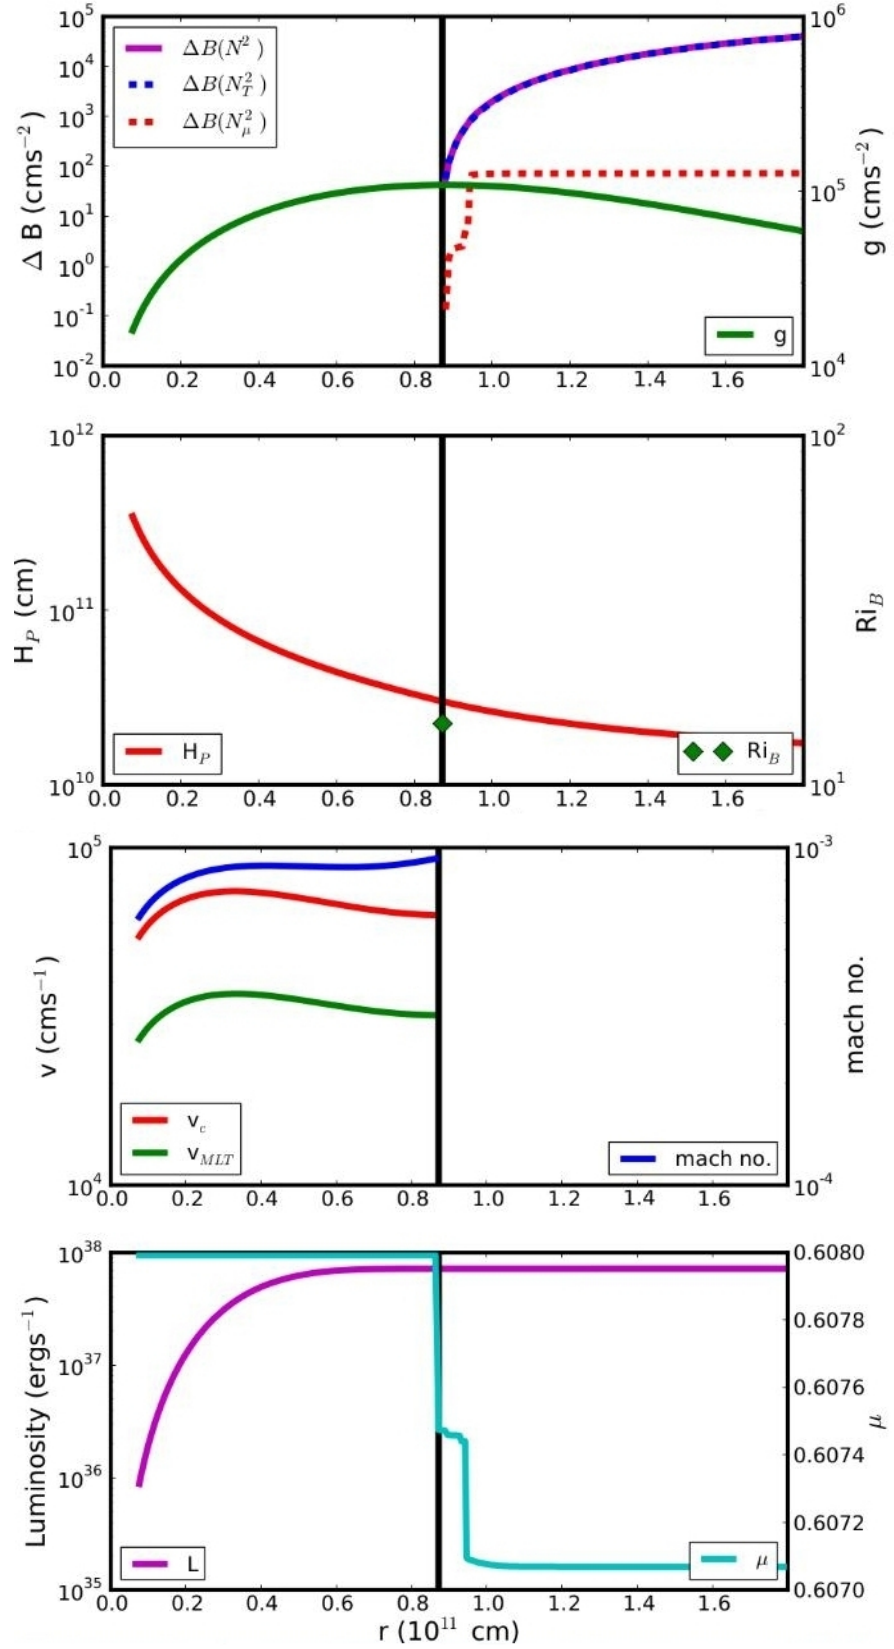 10^5
10^4
10^3
10^2
10^1
10^0
10^-1
10^-2
Δ B (cms^-2)
ΔB(N^2)
ΔB(N_T^2)
ΔB(N_μ^2)
10^6
10^5
10^4
g (cms^-2)
g
0.0 0.2 0.4 0.6 0.8 1.0 1.2 1.4 1.6
10^12
10^11
10^10
H_P (cm)
H_P
10^2
10^1
Ri_B
Ri_B
0.0 0.2 0.4 0.6 0.8 1.0 1.2 1.4 1.6
10^5
10^4
v (cms^-1)
v_c
v_MLT
10^-3
10^-4
mach no.
mach no.
0.0 0.2 0.4 0.6 0.8 1.0 1.2 1.4 1.6
10^38
10^37
10^36
10^35
Luminosity (ergs^-1)
L
0.6080
0.6078
0.6076
0.6074
0.6072
0.6070
μ
μ
0.0 0.2 0.4 0.6 0.8 1.0 1.2 1.4 1.6
r (10^11 cm)